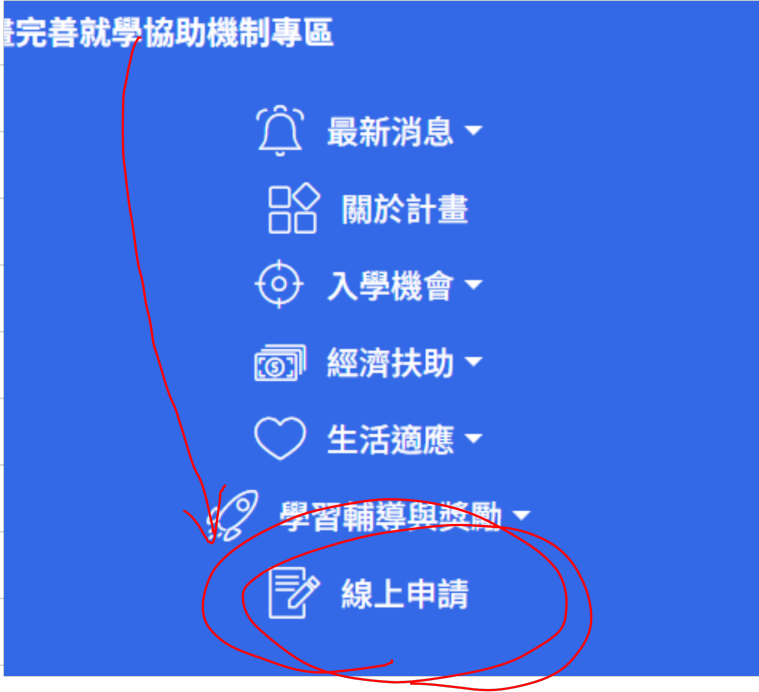 完善就學協助機制專區
最新消息
關於計畫
入學機會
經濟扶助
生活適應
學習輔導與獎勵
線上申請